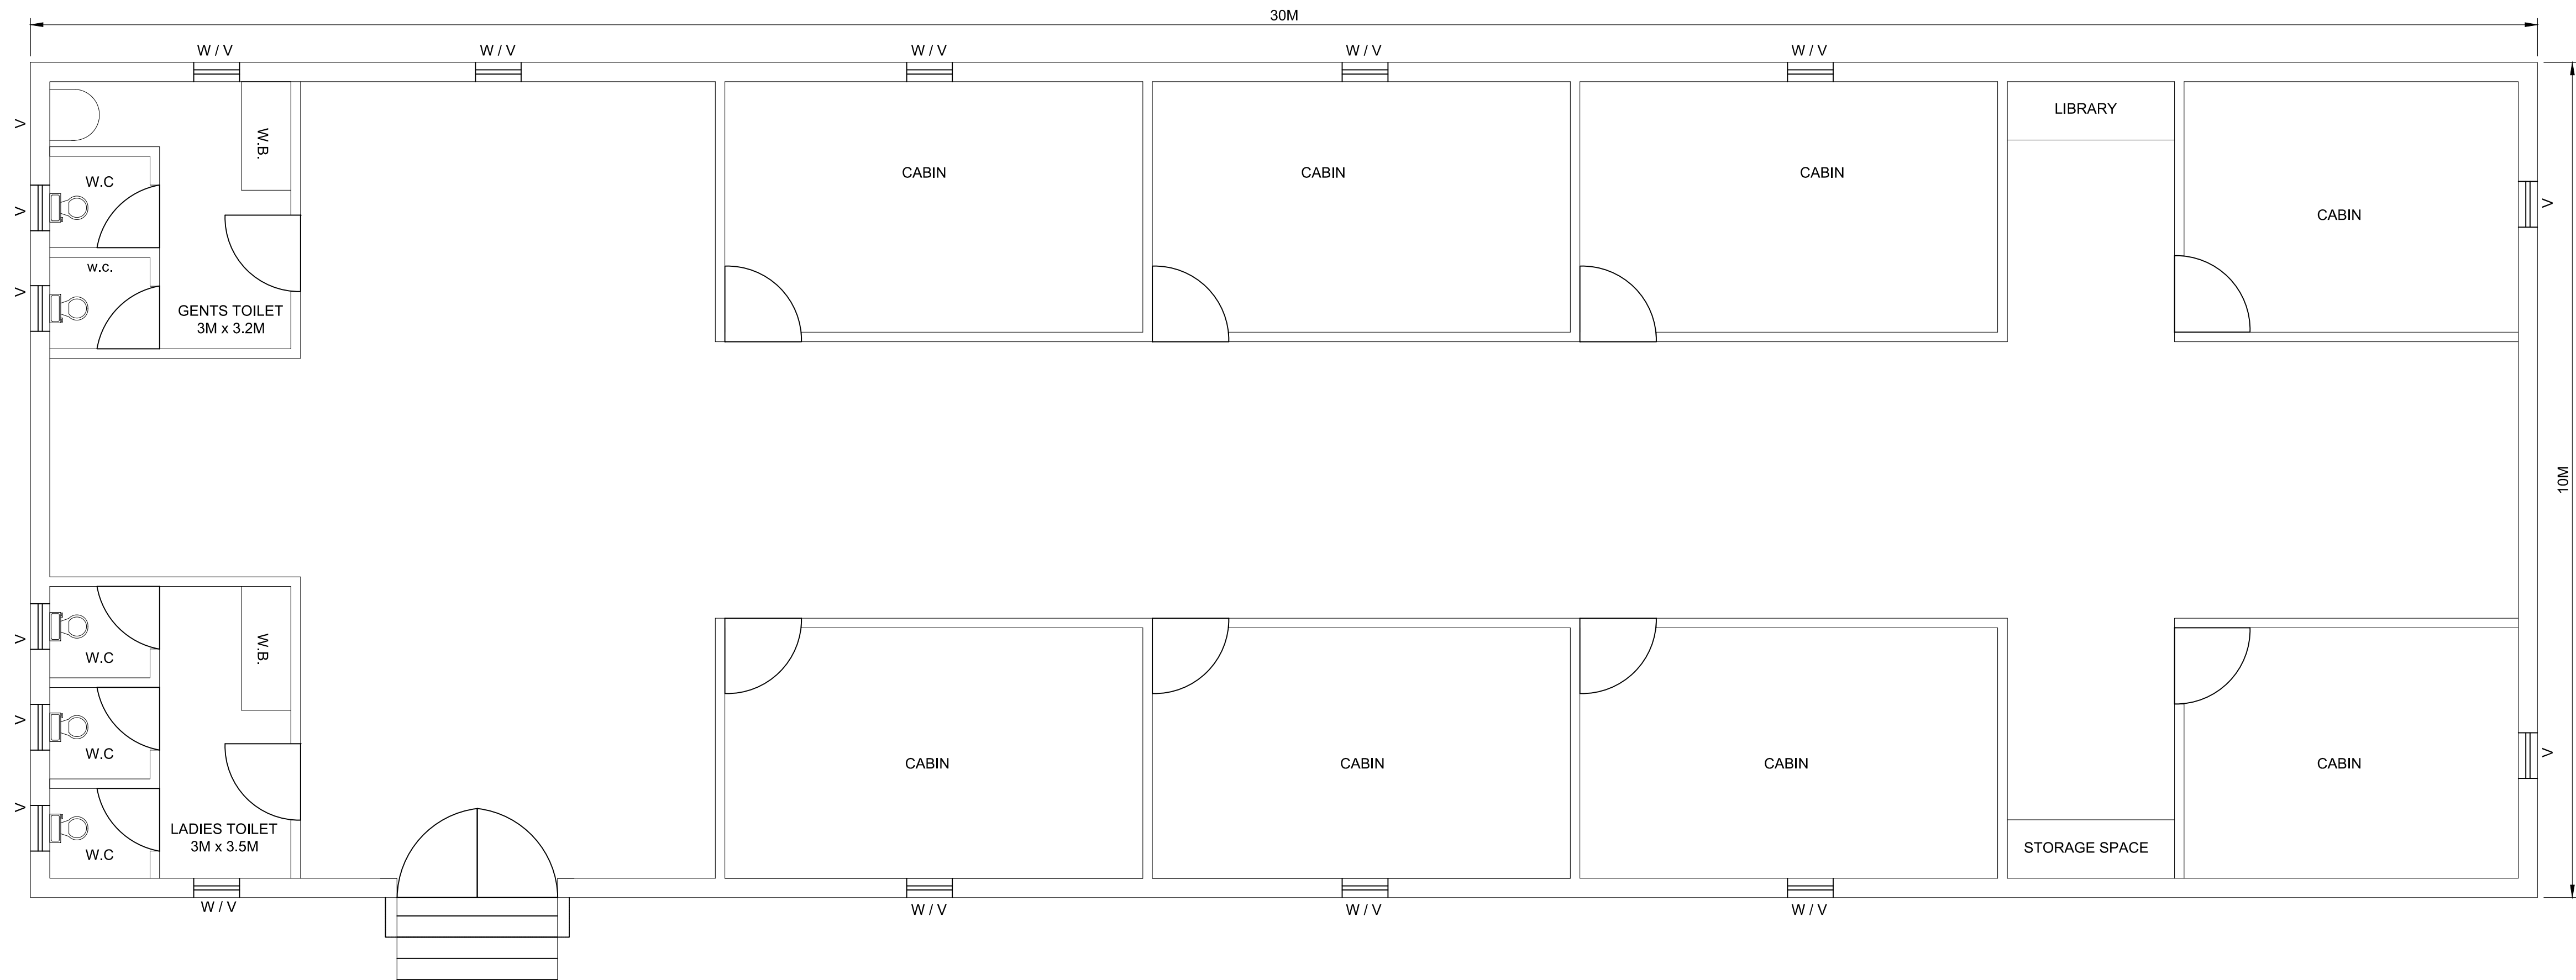 30M
W / V
W / V
W / V
W / V
W / V
V
W.B.
LIBRARY
W.C
CABIN
CABIN
CABIN
CABIN
V
V
w.c.
V
GENTS TOILET
3M x 3.2M
10M
V
W.C
W.B.
V
W.C
CABIN
CABIN
CABIN
CABIN
V
V
LADIES TOILET
3M x 3.5M
W.C
STORAGE SPACE
W / V
W / V
W / V
W / V